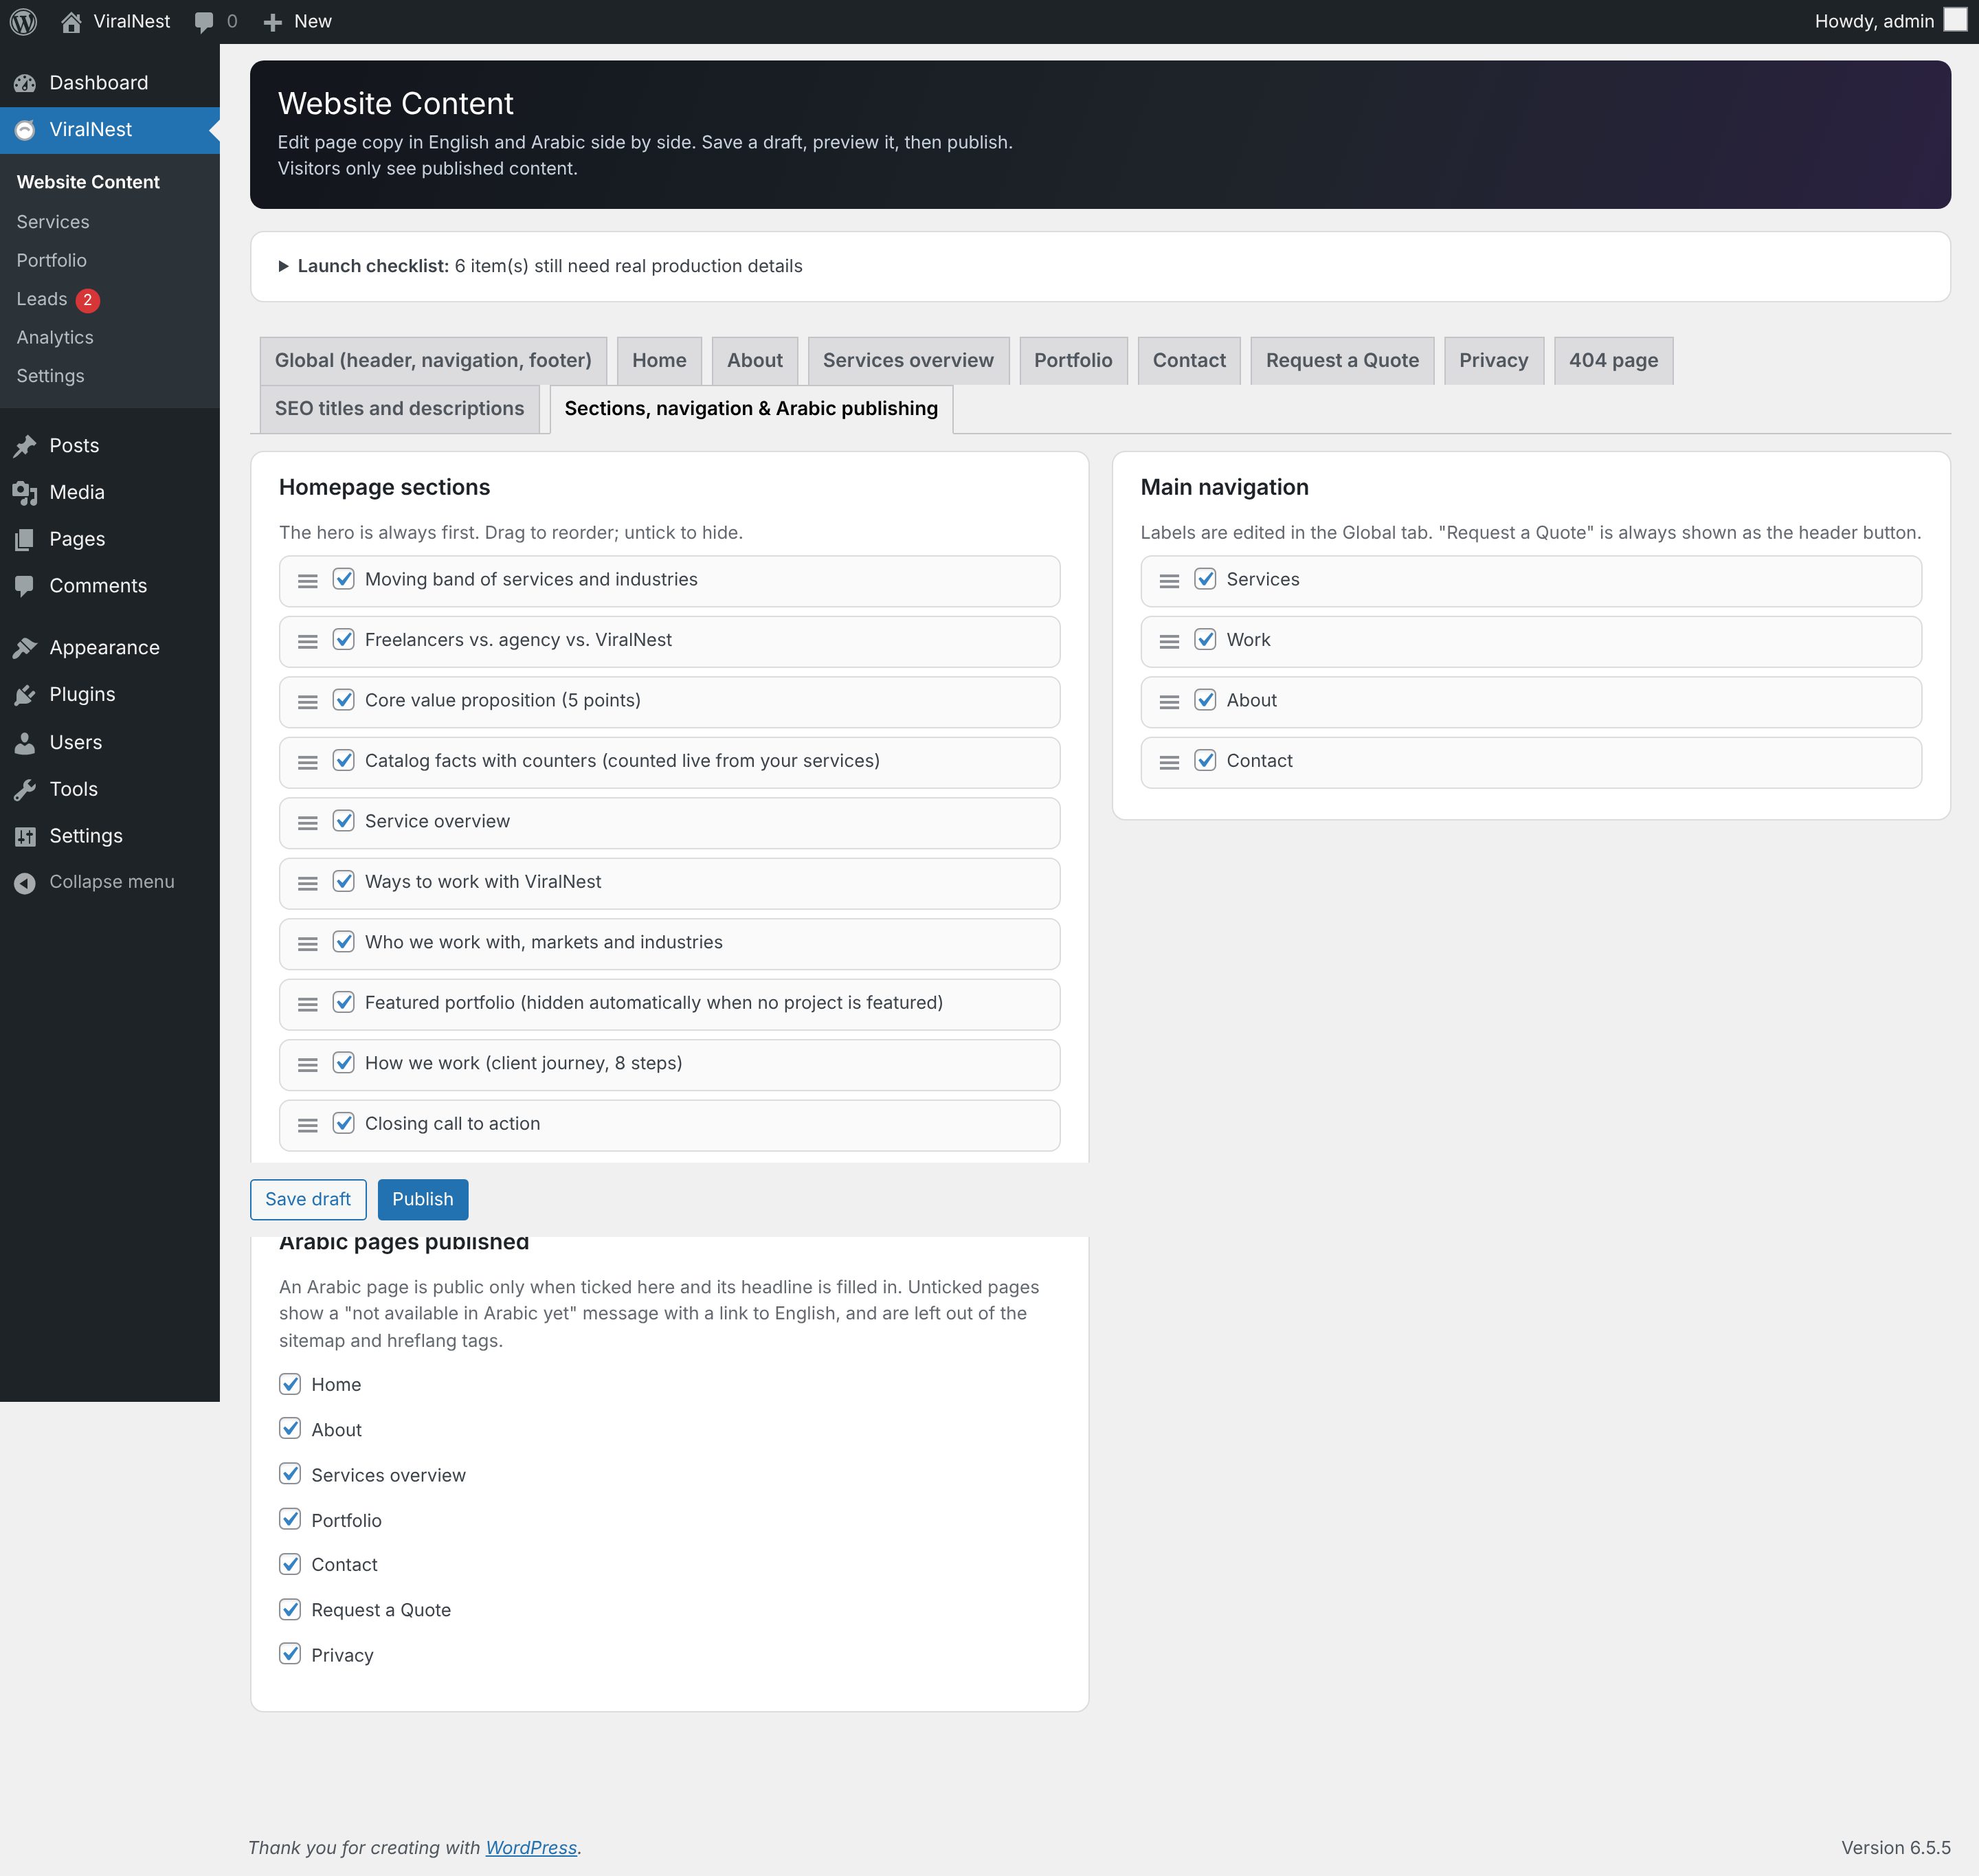 ViralNest
0
New
Howdy, admin
Dashboard
ViralNest
Website Content
Services
Portfolio
Leads 2
Analytics
Settings
Posts
Media
Pages
Comments
Appearance
Plugins
Users
Tools
Settings
Collapse menu
Website Content
Edit page copy in English and Arabic side by side. Save a draft, preview it, then publish.
Visitors only see published content.
Launch checklist: 6 item(s) still need real production details
Global (header, navigation, footer)
Home
About
Services overview
Portfolio
Contact
Request a Quote
Privacy
404 page
SEO titles and descriptions
Sections, navigation & Arabic publishing
Homepage sections
The hero is always first. Drag to reorder; untick to hide.
Moving band of services and industries
Freelancers vs. agency vs. ViralNest
Core value proposition (5 points)
Catalog facts with counters (counted live from your services)
Service overview
Ways to work with ViralNest
Who we work with, markets and industries
Featured portfolio (hidden automatically when no project is featured)
How we work (client journey, 8 steps)
Closing call to action
Main navigation
Labels are edited in the Global tab. "Request a Quote" is always shown as the header button.
Services
Work
About
Contact
Save draft
Publish
Arabic pages published
An Arabic page is public only when ticked here and its headline is filled in. Unticked pages
show a "not available in Arabic yet" message with a link to English, and are left out of the
sitemap and hreflang tags.
Home
About
Services overview
Portfolio
Contact
Request a Quote
Privacy
Thank you for creating with WordPress.
Version 6.5.5